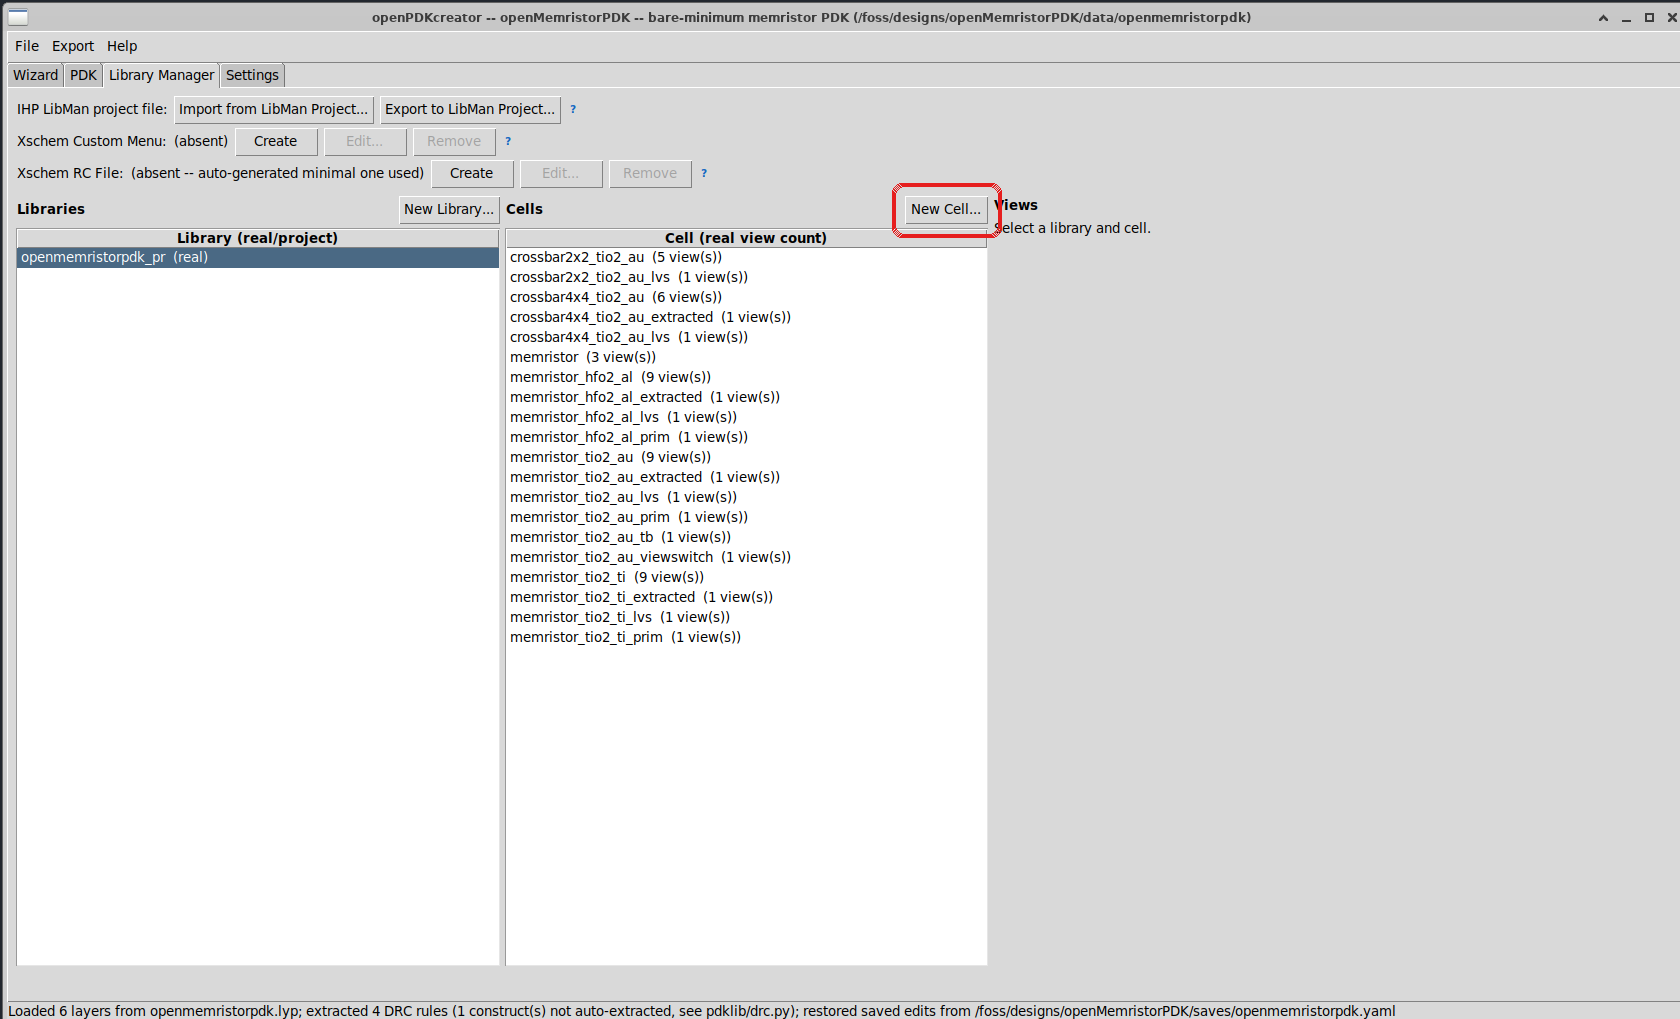 openPDKcreator -- openMemristorPDK -- bare-minimum memristor PDK (/foss/designs/openMemristorPDK/data/openmemristorpdk)
File Export Help
Wizard PDK Library Manager Settings
IHP LibMan project file: Import from LibMan Project... Export to LibMan Project... ?
Xschem Custom Menu: (absent) Create Edit... Remove ?
Xschem RC File: (absent -- auto-generated minimal one used) Create Edit... Remove ?
Libraries New Library... Cells New Cell... Views
Select a library and cell.
Library (real/project) Cell (real view count)
openmemristorpdk_pr (real)
crossbar2x2_tio2_au (5 view(s))
crossbar2x2_tio2_au_lvs (1 view(s))
crossbar4x4_tio2_au (6 view(s))
crossbar4x4_tio2_au_extracted (1 view(s))
crossbar4x4_tio2_au_lvs (1 view(s))
memristor (3 view(s))
memristor_hfo2_al (9 view(s))
memristor_hfo2_al_extracted (1 view(s))
memristor_hfo2_al_lvs (1 view(s))
memristor_hfo2_al_prim (1 view(s))
memristor_tio2_au (9 view(s))
memristor_tio2_au_extracted (1 view(s))
memristor_tio2_au_lvs (1 view(s))
memristor_tio2_au_prim (1 view(s))
memristor_tio2_au_tb (1 view(s))
memristor_tio2_au_viewswitch (1 view(s))
memristor_tio2_ti (9 view(s))
memristor_tio2_ti_extracted (1 view(s))
memristor_tio2_ti_lvs (1 view(s))
memristor_tio2_ti_prim (1 view(s))
Loaded 6 layers from openmemristorpdk.lyp; extracted 4 DRC rules (1 construct(s) not auto-extracted, see pdklib/drc.py); restored saved edits from /foss/designs/openMemristorPDK/saves/openmemristorpdk.yaml